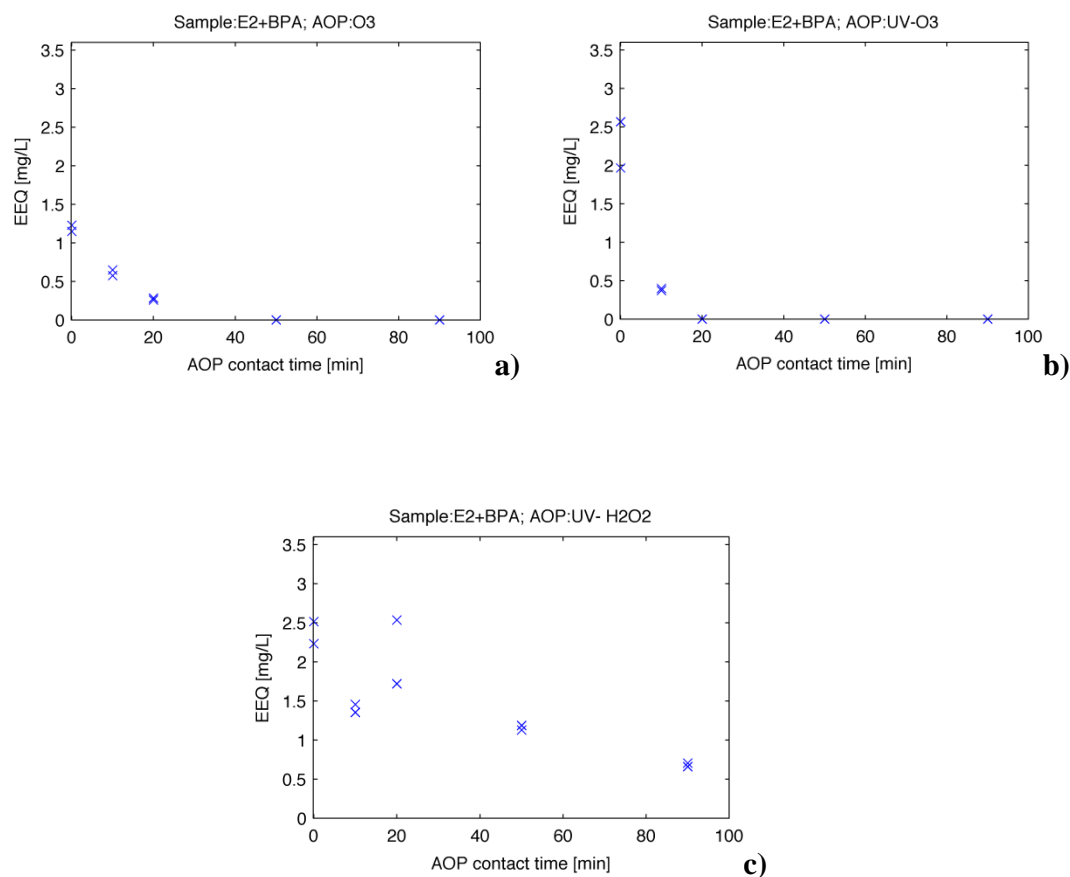 Sample:E2+BPA; AOP:O3
3.5
3
2.5
2
1.5
1
0.5
0
EEQ [mg/L]
0 20 40 60 80 100
AOP contact time [min]
a)
Sample:E2+BPA; AOP:UV-O3
3.5
3
2.5
2
1.5
1
0.5
0
EEQ [mg/L]
0 20 40 60 80 100
AOP contact time [min]
b)
Sample:E2+BPA; AOP:UV- H2O2
3.5
3
2.5
2
1.5
1
0.5
0
EEQ [mg/L]
0 20 40 60 80 100
AOP contact time [min]
c)